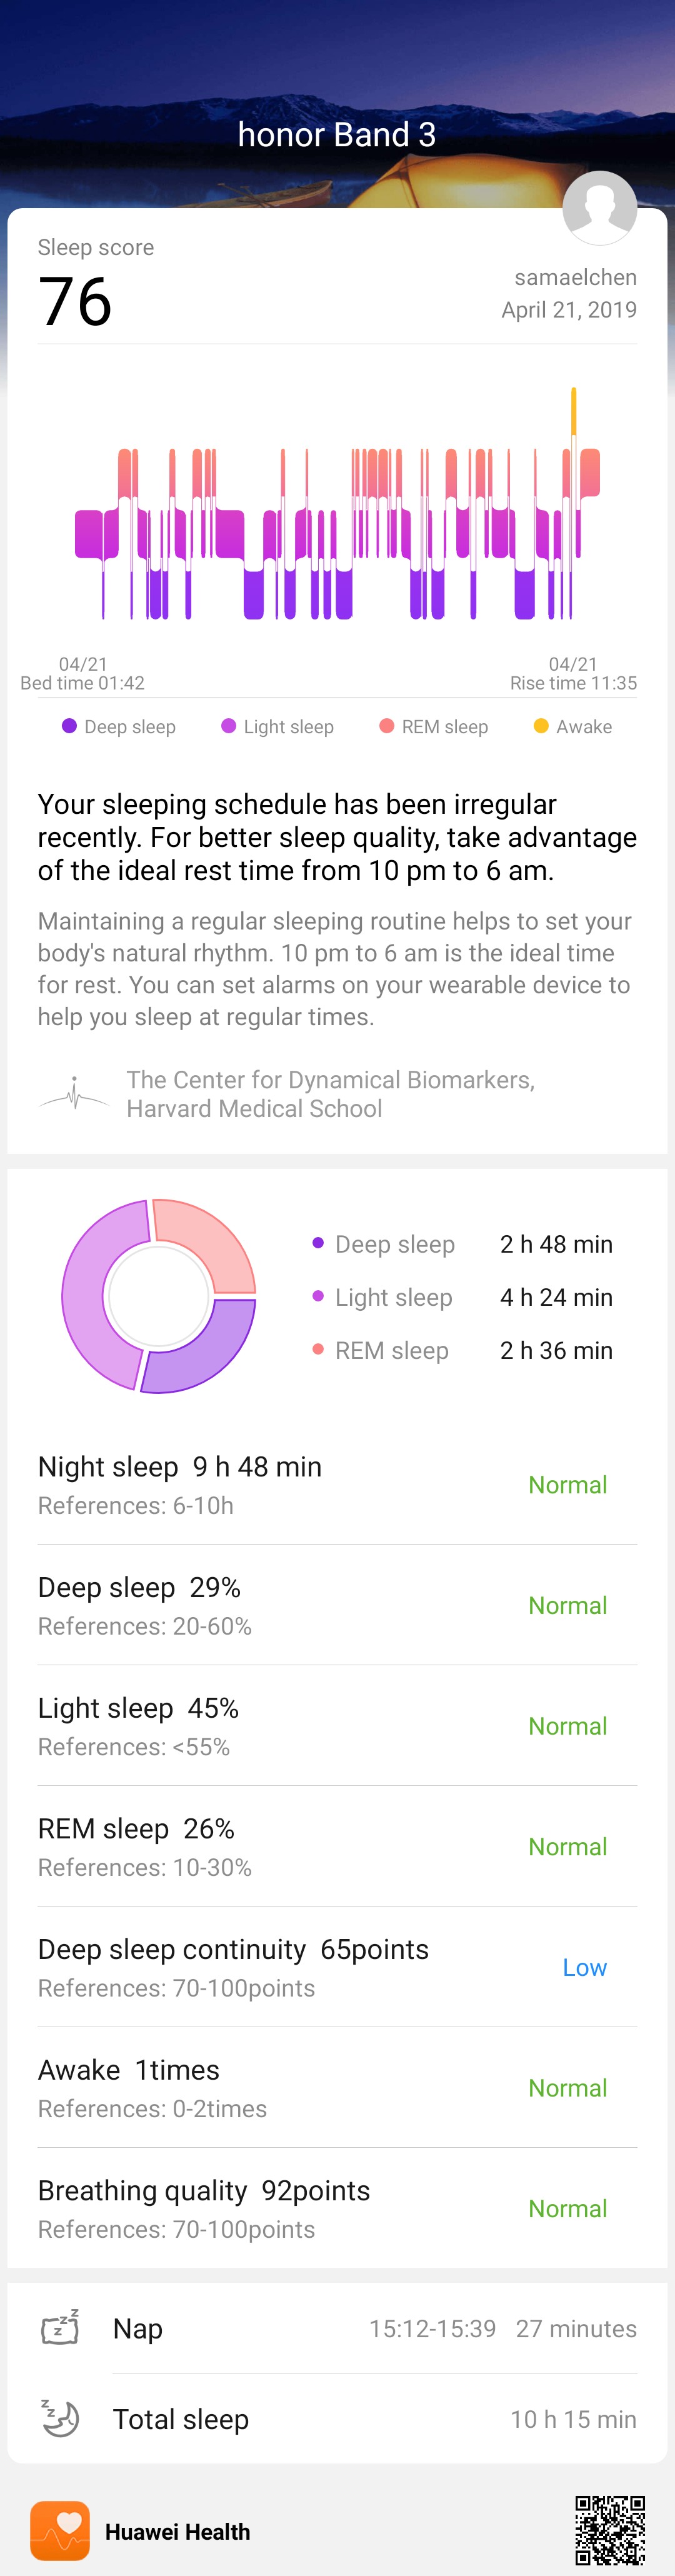 honor Band 3
Sleep score
76
samaelchen
April 21, 2019
04/21
Bed time 01:42
04/21
Rise time 11:35
Deep sleep
Light sleep
REM sleep
Awake
Your sleeping schedule has been irregular
recently. For better sleep quality, take advantage
of the ideal rest time from 10 pm to 6 am.
Maintaining a regular sleeping routine helps to set your
body's natural rhythm. 10 pm to 6 am is the ideal time
for rest. You can set alarms on your wearable device to
help you sleep at regular times.
The Center for Dynamical Biomarkers,
Harvard Medical School
Deep sleep 2 h 48 min
Light sleep 4 h 24 min
REM sleep 2 h 36 min
Night sleep 9 h 48 min
Normal
References: 6-10h
Deep sleep 29%
Normal
References: 20-60%
Light sleep 45%
Normal
References: <55%
REM sleep 26%
Normal
References: 10-30%
Deep sleep continuity 65points
Low
References: 70-100points
Awake 1times
Normal
References: 0-2times
Breathing quality 92points
Normal
References: 70-100points
z z z
Nap 15:12-15:39 27 minutes
z z
Total sleep 10 h 15 min
Huawei Health